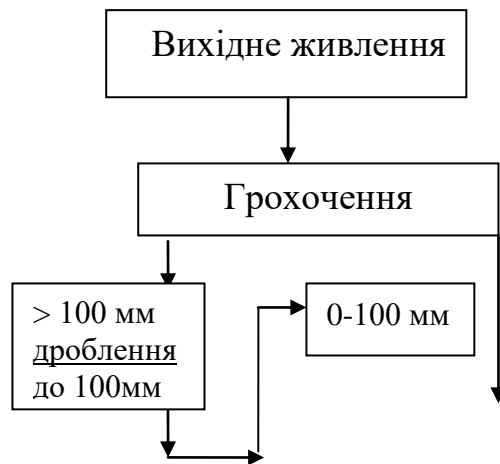 Вихідне живлення
Грохочення
> 100 мм
дроблення
до 100мм
0-100 мм